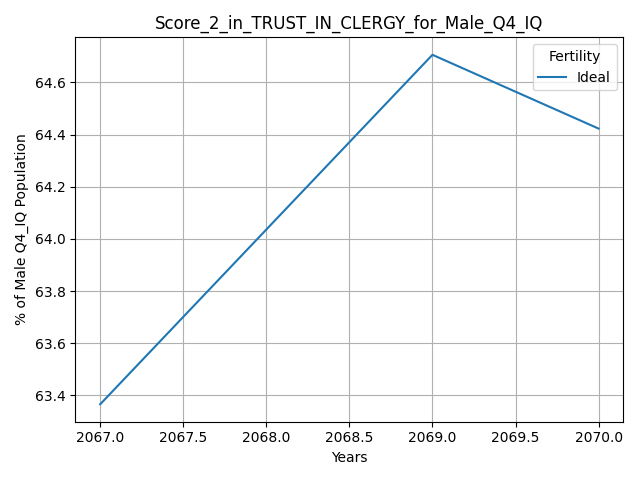 Score_2_in_TRUST_IN_CLERGY_for_Male_Q4_IQ
Fertility
Ideal
% of Male Q4_IQ Population
64.6
64.4
64.2
64.0
63.8
63.6
63.4
2067.0 2067.5 2068.0 2068.5 2069.0 2069.5 2070.0
Years